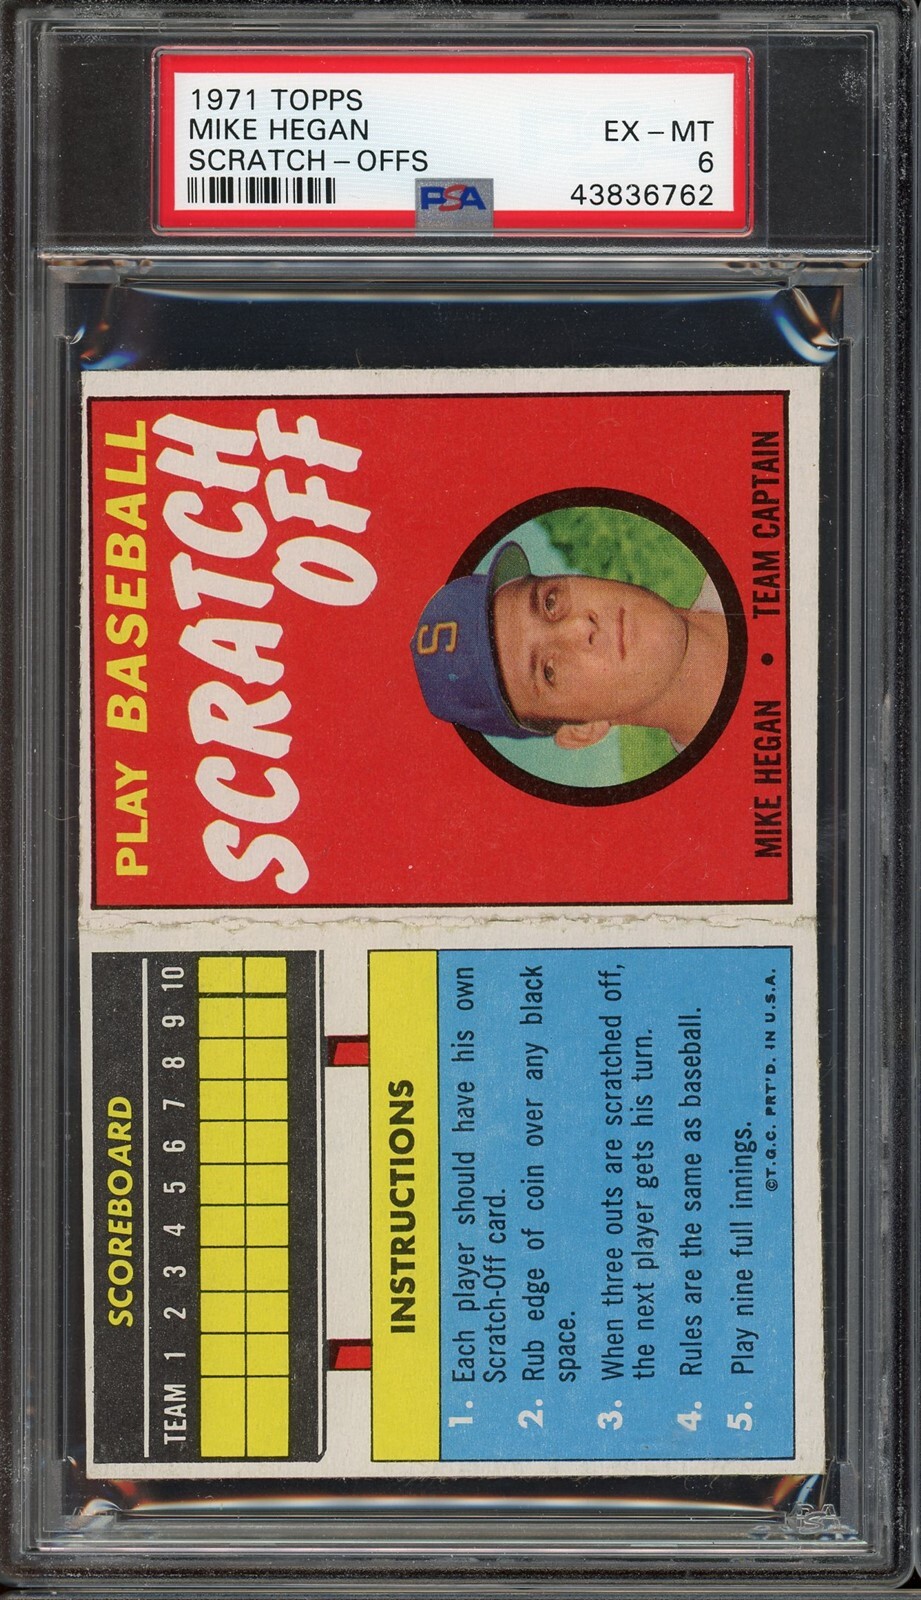 1971 TOPPS
MIKE HEGAN
SCRATCH-OFFS
EX-MT
6
43836762
PSA
PLAY BASEBALL
SCRATCH
OFF
S
MIKE HEGAN • TEAM CAPTAIN
SCOREBOARD
TEAM 1 2 3 4 5 6 7 8 9 10
INSTRUCTIONS
1. Each player should have his own
Scratch-Off card.
2. Rub edge of coin over any black
space.
3. When three outs are scratched off,
the next player gets his turn.
4. Rules are the same as baseball.
5. Play nine full innings.
©T.G.C. PRT'D. IN U.S.A.
PSA